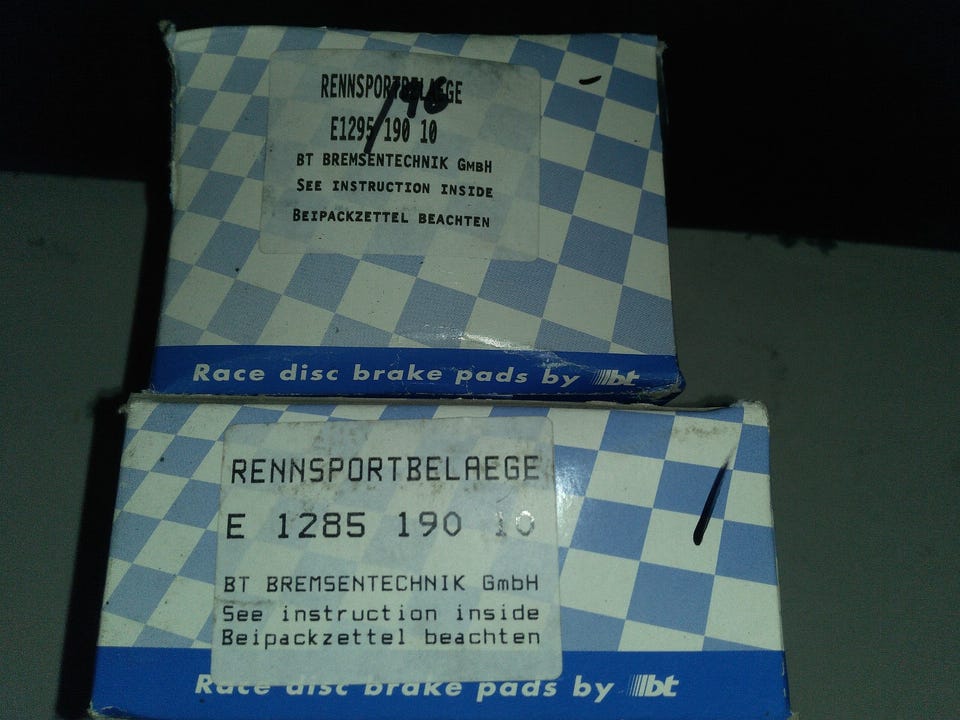 RENNSPORTBELAEGE
/96
E1295 190 10
BT BREMSENTECHNIK GmbH
SEE INSTRUCTION INSIDE
BEIPACKZETTEL BEACHTEN
Race disc brake pads by bt
RENNSPORTBELAEGE
E 1285 190 10
BT BREMSENTECHNIK GmbH
See instruction inside
Beipackzettel beachten
Race disc brake pads by bt